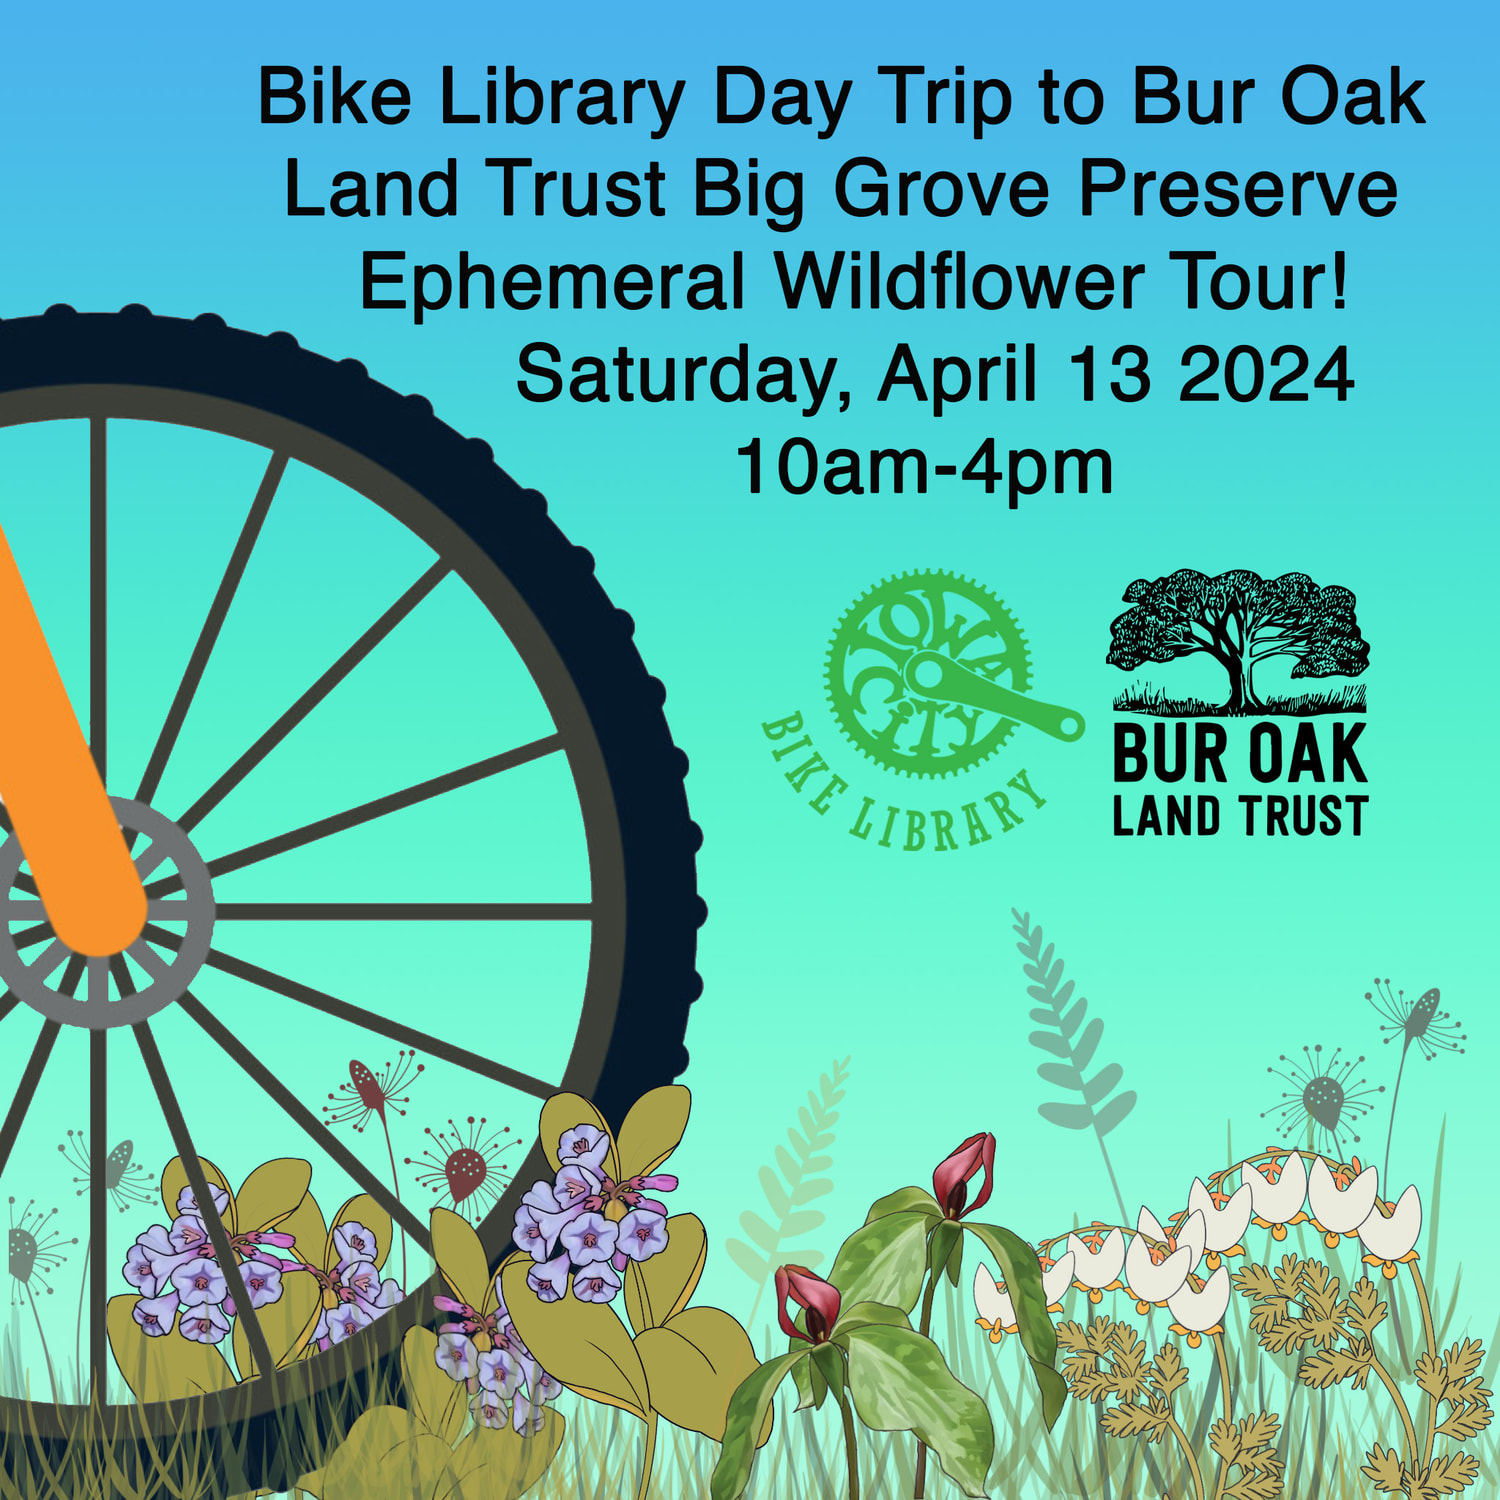 Bike Library Day Trip to Bur Oak
Land Trust Big Grove Preserve
Ephemeral Wildflower Tour!
Saturday, April 13 2024
10am-4pm
IOWA
CITY
BIKE LIBRARY
BUR OAK
LAND TRUST